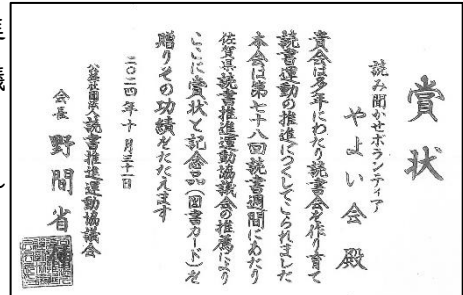 賞状
読み聞かせボランティア
やよい会殿
貴会は多年にわたり読書会を作り育て
読書運動の推進につくしてこられました
本会は第七十八回読書週間にあたり
佐賀県読書推進運動協議会の推薦により
ここに賞状と記念品(図書カード)を
贈りその功績をたたえます
二〇二四年十月三十一日
公益社団法人読書推進運動協議会
会長 野間省伸